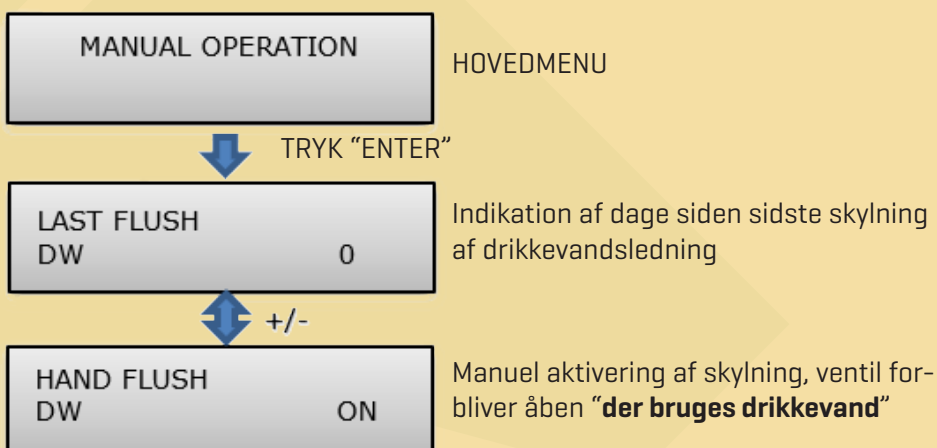 MANUAL OPERATION
HOVEDMENU
TRYK “ENTER”
LAST FLUSH
DW 0
Indikation af dage siden sidste skylning
af drikkevandsledning
+/-
HAND FLUSH
DW ON
Manuel aktivering af skylning, ventil for-
bliver åben “der bruges drikkevand”